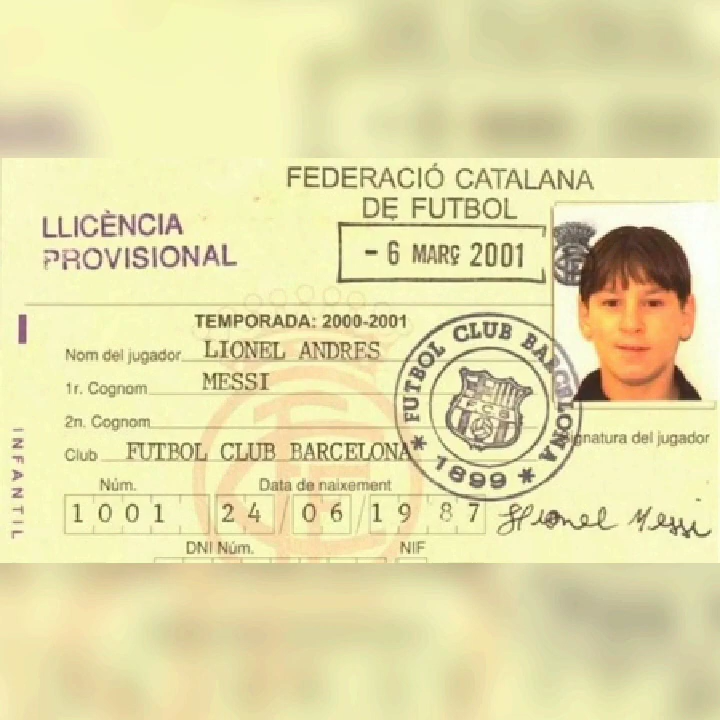 FEDERACIÓ CATALANA
DE FUTBOL
LLICÈNCIA
PROVISIONAL
- 6 MARÇ 2001
TEMPORADA: 2000-2001
Nom del jugador LIONEL ANDRES
1r. Cognom MESSI
2n. Cognom
Club FUTBOL CLUB BARCELONA
FUTBOL CLUB BARCELONA
FCB
* 1899 *
Signatura del jugador
INFANTIL
Núm. Data de naixement
1001 24/06/1987
Lionel Messi
DNI Núm. NIF